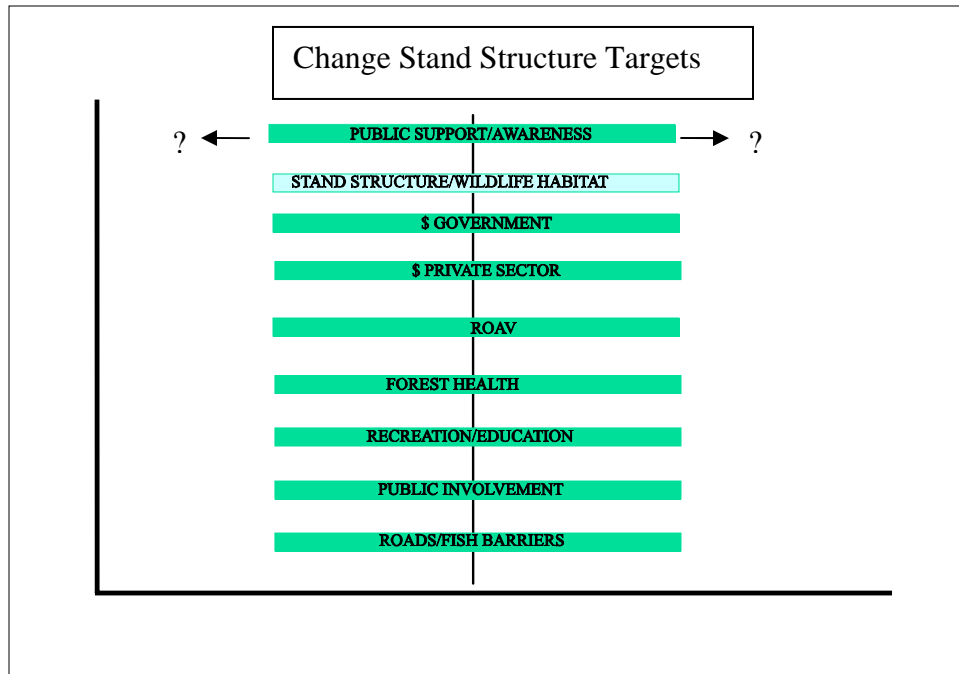 Change Stand Structure Targets
? PUBLIC SUPPORT/AWARENESS ?
STAND STRUCTURE/WILDLIFE HABITAT
$ GOVERNMENT
$ PRIVATE SECTOR
ROAV
FOREST HEALTH
RECREATION/EDUCATION
PUBLIC INVOLVEMENT
ROADS/FISH BARRIERS